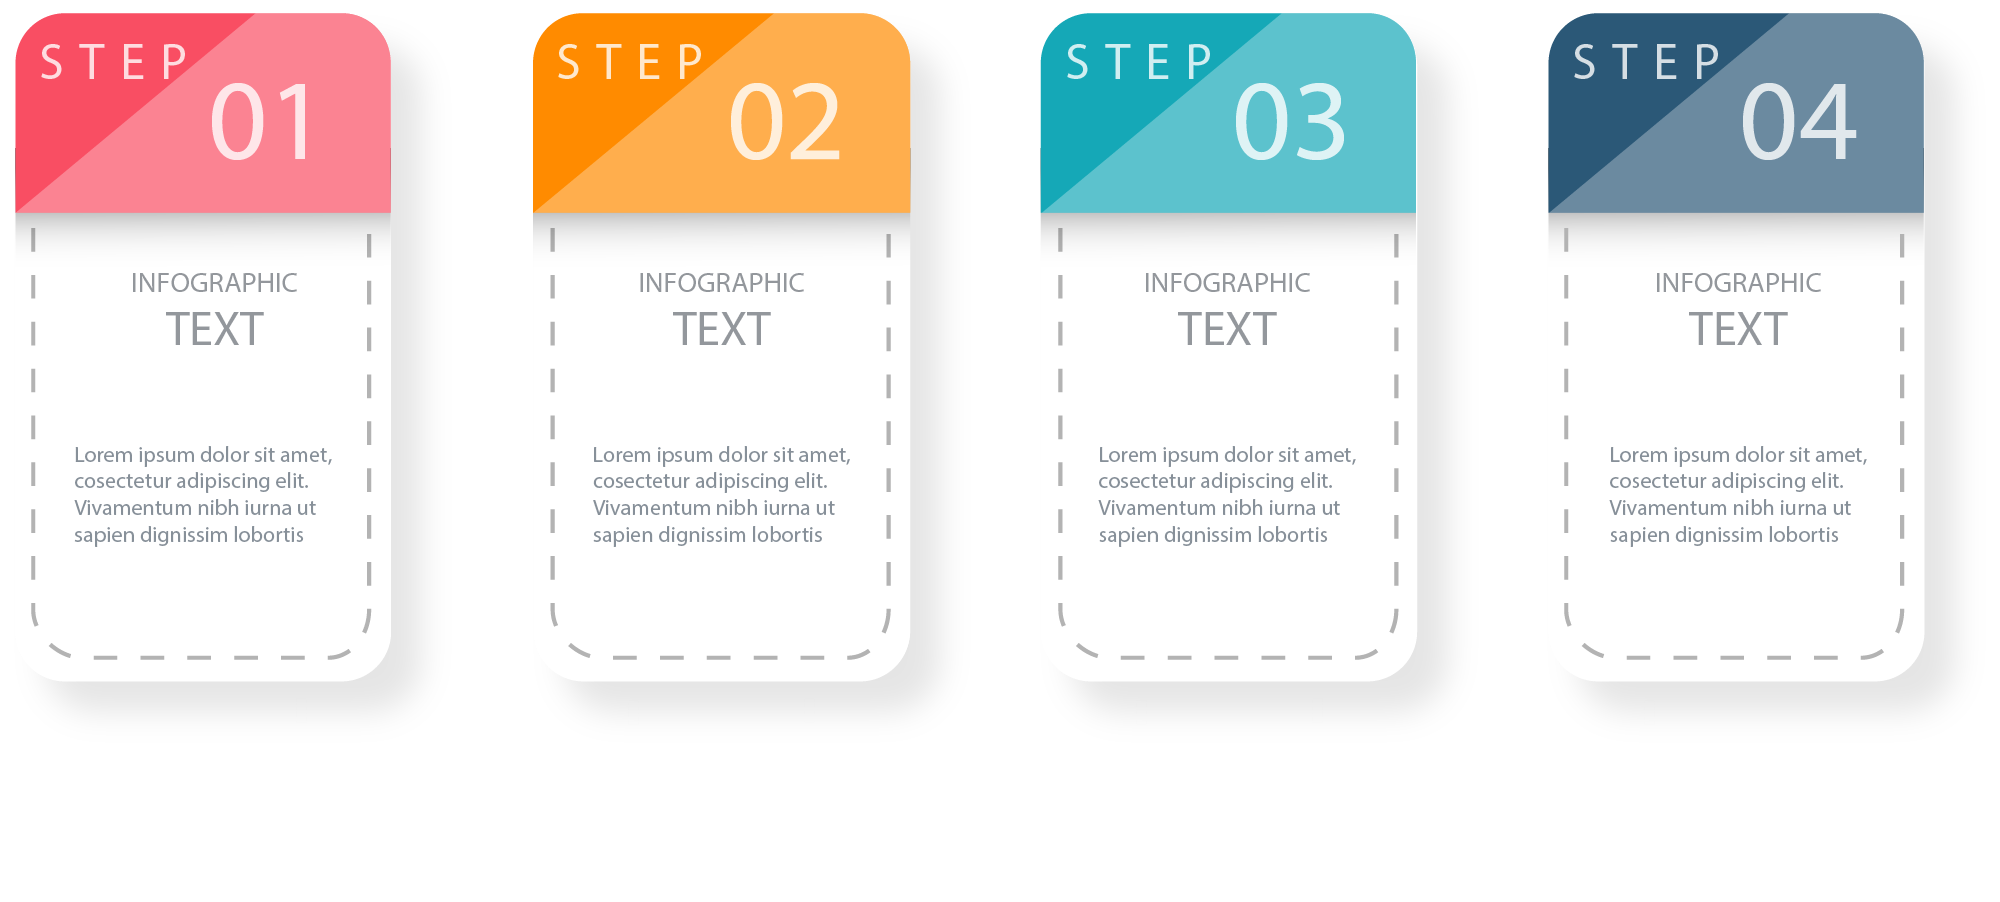 STEP
01
INFOGRAPHIC
TEXT
Lorem ipsum dolor sit amet,
cosectetur adipiscing elit.
Vivamentum nibh iurna ut
sapien dignissim lobortis
STEP
02
INFOGRAPHIC
TEXT
Lorem ipsum dolor sit amet,
cosectetur adipiscing elit.
Vivamentum nibh iurna ut
sapien dignissim lobortis
STEP
03
INFOGRAPHIC
TEXT
Lorem ipsum dolor sit amet,
cosectetur adipiscing elit.
Vivamentum nibh iurna ut
sapien dignissim lobortis
STEP
04
INFOGRAPHIC
TEXT
Lorem ipsum dolor sit amet,
cosectetur adipiscing elit.
Vivamentum nibh iurna ut
sapien dignissim lobortis